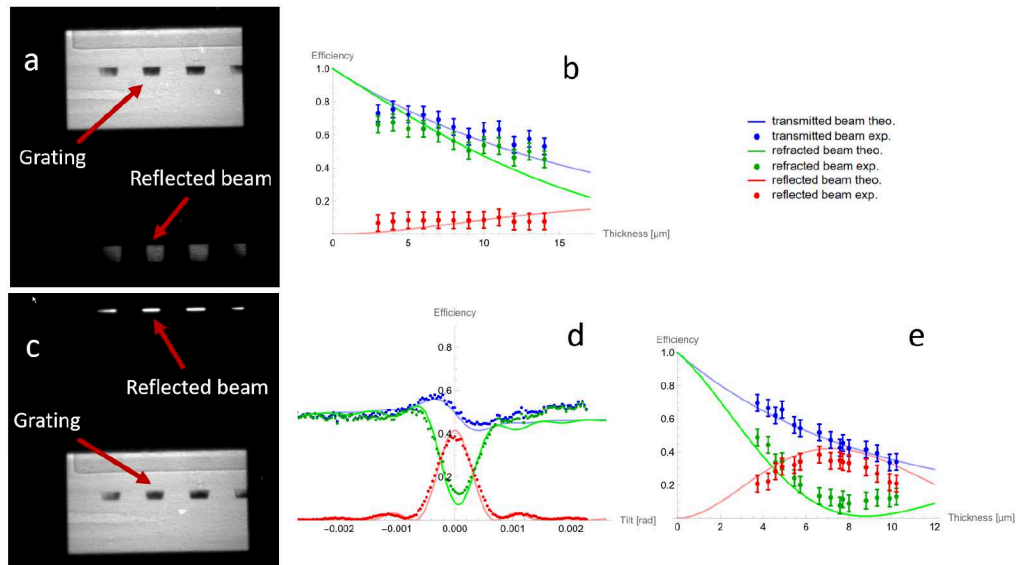 a
Grating
Reflected beam
b
Efficiency
1.0
0.8
0.6
0.4
0.2
0
5
10
15
Thickness [μm]
transmitted beam theo.
transmitted beam exp.
refracted beam theo.
refracted beam exp.
reflected beam theo.
reflected beam exp.
c
Reflected beam
Grating
d
Efficiency
0.8
0.6
0.4
0.2
-0.002
-0.001
0.000
0.001
0.002
Tilt [rad]
e
Efficiency
1.0
0.8
0.6
0.4
0.2
0
2
4
6
8
10
12
Thickness [μm]